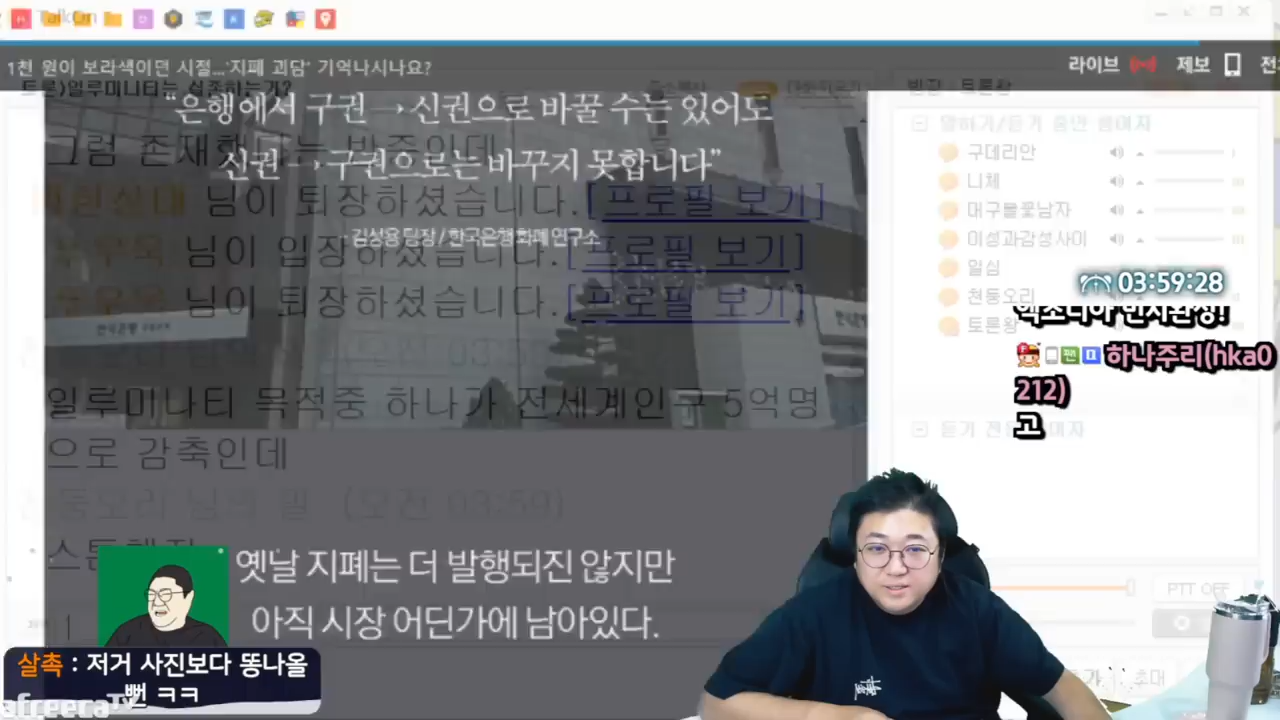 TalkOn
1천 원이 보라색이던 시절...'지폐 괴담' 기억나시나요?
라이브
제보
“은행에서 구권 → 신권으로 바꿀 수는 있어도
신권 → 구권으로는 바꾸지 못합니다”
김성용 팀장 / 한국은행 화폐연구소
님이 퇴장하셨습니다. [프로필 보기]
님이 입장하셨습니다. [프로필 보기]
님이 퇴장하셨습니다. [프로필 보기]
일루미나티 목적중 하나가 전세계인구 5억명
으로 감축인데
옛날 지폐는 더 발행되진 않지만
아직 시장 어딘가에 남아있다.
살촉 : 저거 사진보다 똥나올
뻔 ㅋㅋ
afreecaTV
구데리안
니체
대구불꽃남자
이성과감성사이
열심
천둥오리
토론왕
03:59:28
하나주리(hka0
212)
고
PTT OFF
초대